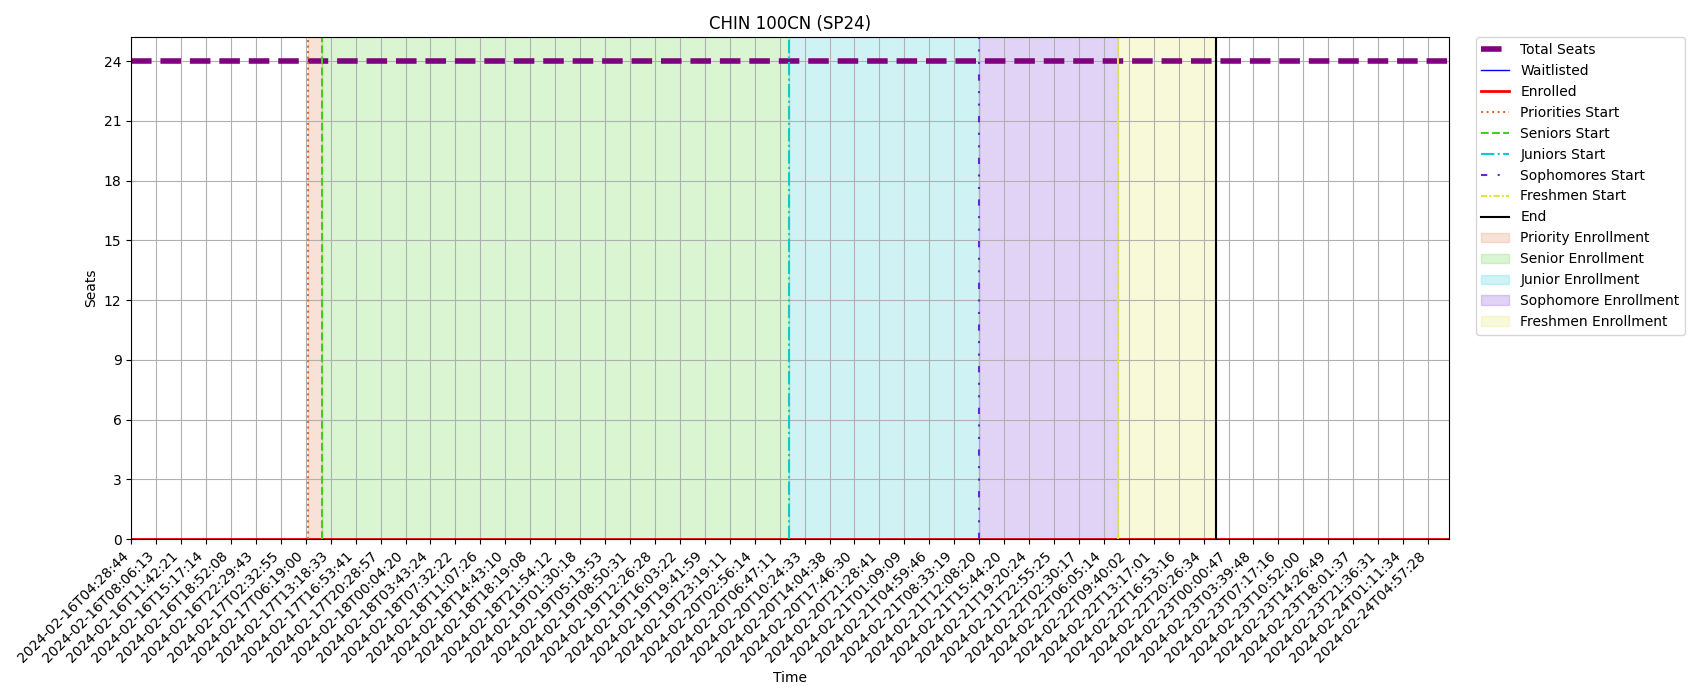 CHIN 100CN (SP24)
24
21
18
15
12
9
6
3
0
Seats
2024-02-16T04:28:44
2024-02-16T08:06:13
2024-02-16T11:42:21
2024-02-16T15:17:14
2024-02-16T18:52:08
2024-02-16T22:29:43
2024-02-17T02:32:55
2024-02-17T06:19:00
2024-02-17T13:18:33
2024-02-17T16:53:41
2024-02-17T20:28:57
2024-02-18T00:04:20
2024-02-18T03:43:24
2024-02-18T07:32:22
2024-02-18T11:07:26
2024-02-18T14:43:10
2024-02-18T18:19:08
2024-02-18T21:54:12
2024-02-19T01:30:18
2024-02-19T05:13:53
2024-02-19T08:50:31
2024-02-19T12:26:28
2024-02-19T16:03:22
2024-02-19T19:41:59
2024-02-19T23:19:11
2024-02-20T02:56:14
2024-02-20T06:47:11
2024-02-20T10:24:33
2024-02-20T14:04:38
2024-02-20T17:46:30
2024-02-20T21:28:41
2024-02-21T01:09:09
2024-02-21T04:59:46
2024-02-21T08:33:19
2024-02-21T12:08:20
2024-02-21T15:44:20
2024-02-21T19:20:24
2024-02-21T22:55:25
2024-02-22T02:30:17
2024-02-22T06:05:14
2024-02-22T09:40:02
2024-02-22T13:17:01
2024-02-22T16:53:16
2024-02-22T20:26:34
2024-02-23T00:00:47
2024-02-23T03:39:48
2024-02-23T07:17:16
2024-02-23T10:52:00
2024-02-23T14:26:49
2024-02-23T18:01:37
2024-02-23T21:36:31
2024-02-24T01:11:34
2024-02-24T04:57:28
Time
Total Seats
Waitlisted
Enrolled
Priorities Start
Seniors Start
Juniors Start
Sophomores Start
Freshmen Start
End
Priority Enrollment
Senior Enrollment
Junior Enrollment
Sophomore Enrollment
Freshmen Enrollment